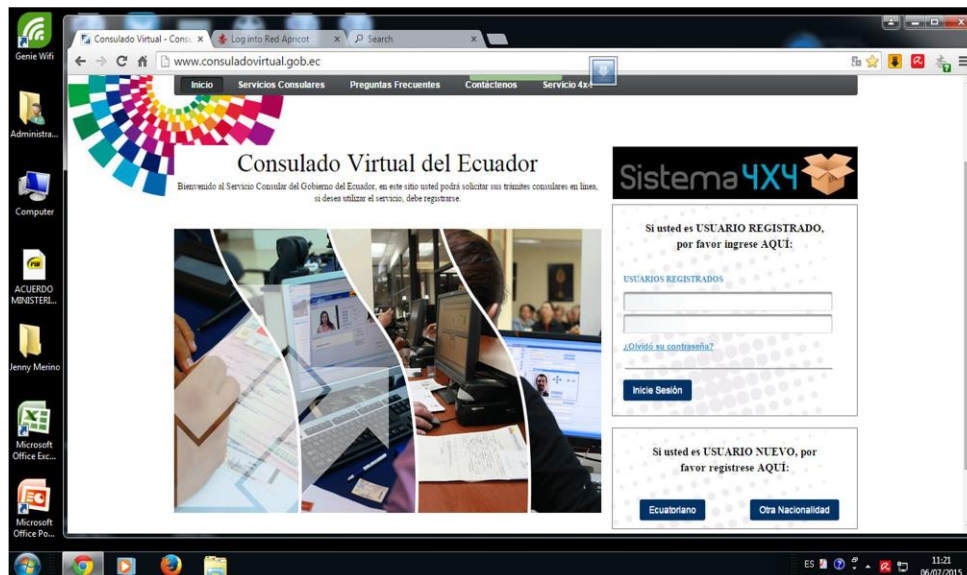 Genie Wifi
Administra...
Computer
ACUERDO
MINISTERI...
Jenny Merino
Microsoft
Office Exc...
Microsoft
Office Po...
Consulado Virtual - Consu
Log into Red Apricot
Search
www.consuladovirtual.gob.ec
Inicio Servicios Consulares Preguntas Frecuentes Contáctenos Servicio 4x4
Consulado Virtual del Ecuador
Bienvenido al Servicio Consular del Gobierno del Ecuador, en este sitio usted podrá solicitar sus trámites consulares en línea,
si desea utilizar el servicio, debe registrarse.
Sistema 4X4
Si usted es USUARIO REGISTRADO,
por favor ingrese AQUÍ:
USUARIOS REGISTRADOS
¿Olvidó su contraseña?
Inicie Sesión
Si usted es USUARIO NUEVO, por
favor regístrese AQUÍ:
Ecuatoriano Otra Nacionalidad
ES
11:21
06/07/2015